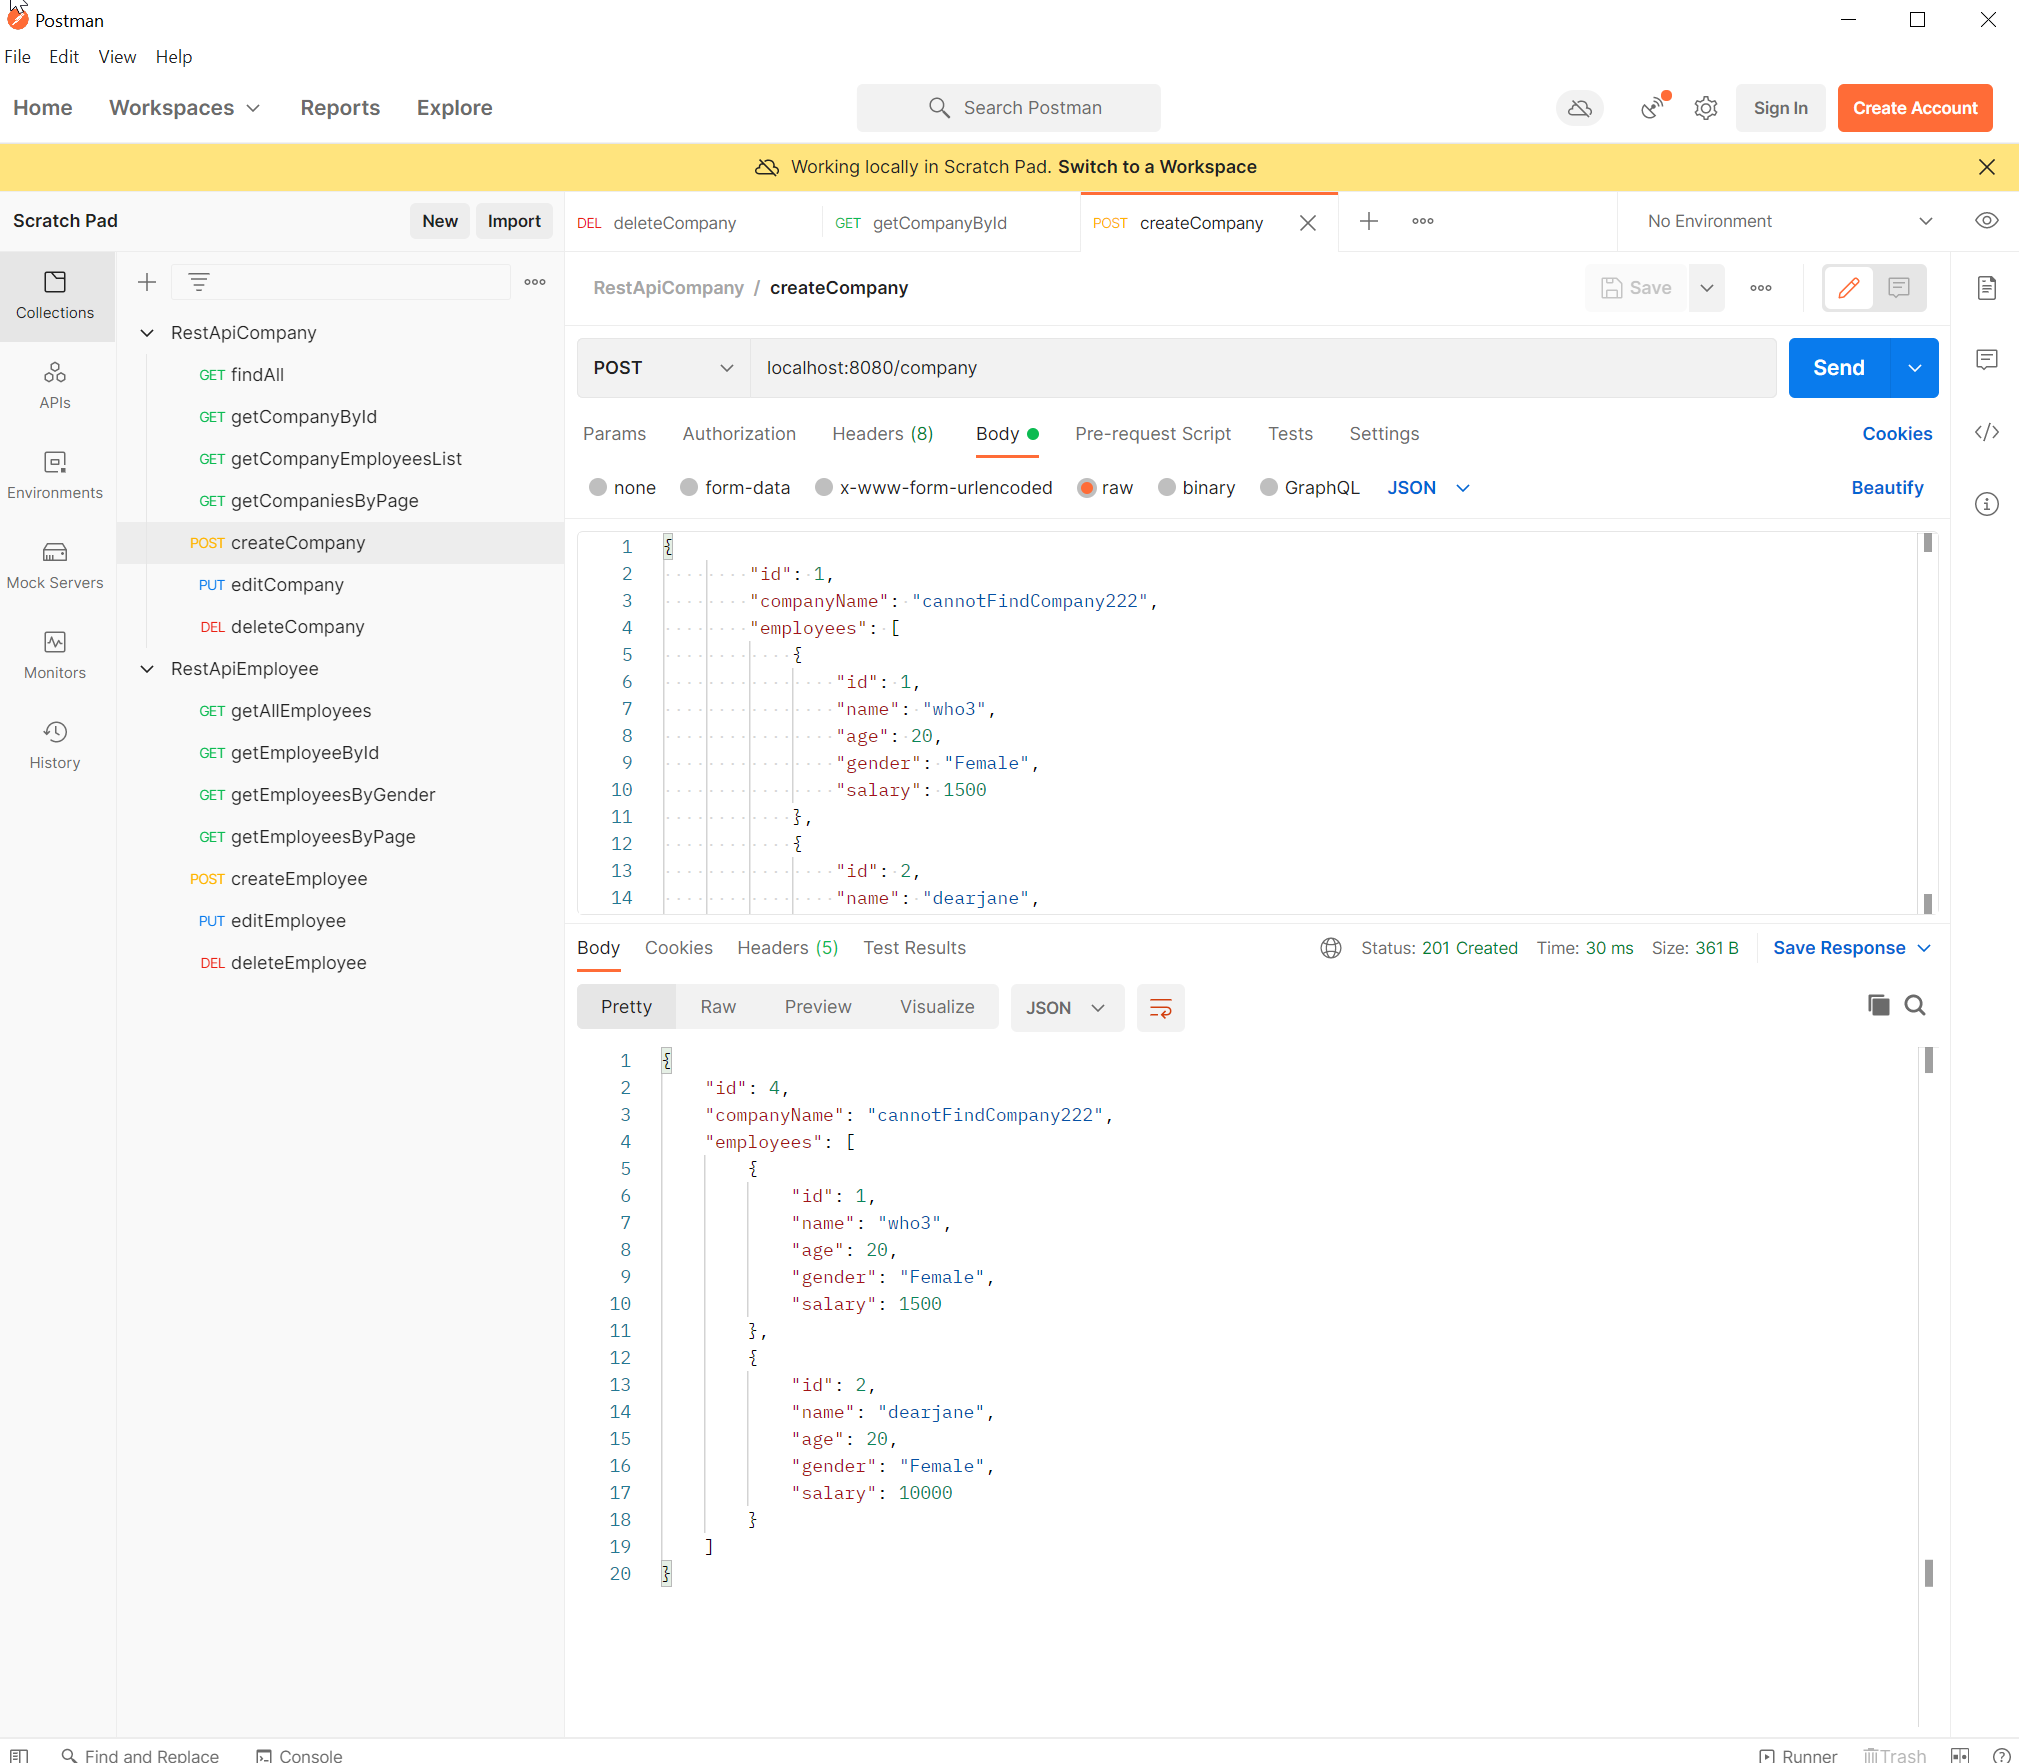 Postman
File Edit View Help
Home Workspaces Reports Explore Search Postman Sign In Create Account
Working locally in Scratch Pad. Switch to a Workspace
Scratch Pad New Import DEL deleteCompany GET getCompanyById POST createCompany No Environment
Collections
APIs
Environments
Mock Servers
Monitors
History
RestApiCompany
GET findAll
GET getCompanyById
GET getCompanyEmployeesList
GET getCompaniesByPage
POST createCompany
PUT editCompany
DEL deleteCompany
RestApiEmployee
GET getAllEmployees
GET getEmployeeById
GET getEmployeesByGender
GET getEmployeesByPage
POST createEmployee
PUT editEmployee
DEL deleteEmployee
RestApiCompany / createCompany Save
POST localhost:8080/company Send
Params Authorization Headers (8) Body Pre-request Script Tests Settings Cookies
none form-data x-www-form-urlencoded raw binary GraphQL JSON Beautify
1 {
2 "id": 1,
3 "companyName": "cannotFindCompany222",
4 "employees": [
5 {
6 "id": 1,
7 "name": "who3",
8 "age": 20,
9 "gender": "Female",
10 "salary": 1500
11 },
12 {
13 "id": 2,
14 "name": "dearjane",
Body Cookies Headers (5) Test Results Status: 201 Created Time: 30 ms Size: 361 B Save Response
Pretty Raw Preview Visualize JSON
1 {
2 "id": 4,
3 "companyName": "cannotFindCompany222",
4 "employees": [
5 {
6 "id": 1,
7 "name": "who3",
8 "age": 20,
9 "gender": "Female",
10 "salary": 1500
11 },
12 {
13 "id": 2,
14 "name": "dearjane",
15 "age": 20,
16 "gender": "Female",
17 "salary": 10000
18 }
19 ]
20 }
Find and Replace Console Runner Trash